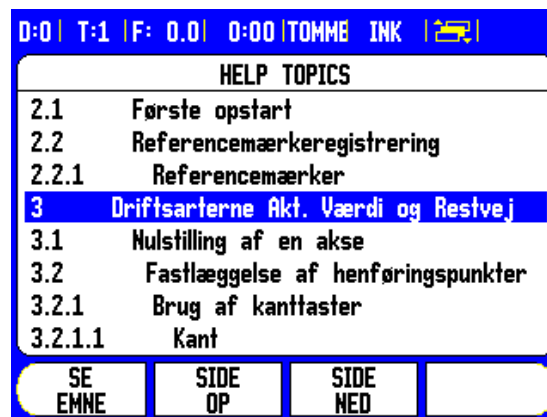 D:0 | T:1 | F: 0.0 | 0:00 | TOMME INK
HELP TOPICS
2.1 Første opstart
2.2 Referencemærkeregistrering
2.2.1 Referencemærker
3 Driftsarterne Akt. Værdi og Restvej
3.1 Nulstilling af en akse
3.2 Fastlæggelse af henføringspunkter
3.2.1 Brug af kanttaster
3.2.1.1 Kant
SE EMNE
SIDE OP
SIDE NED